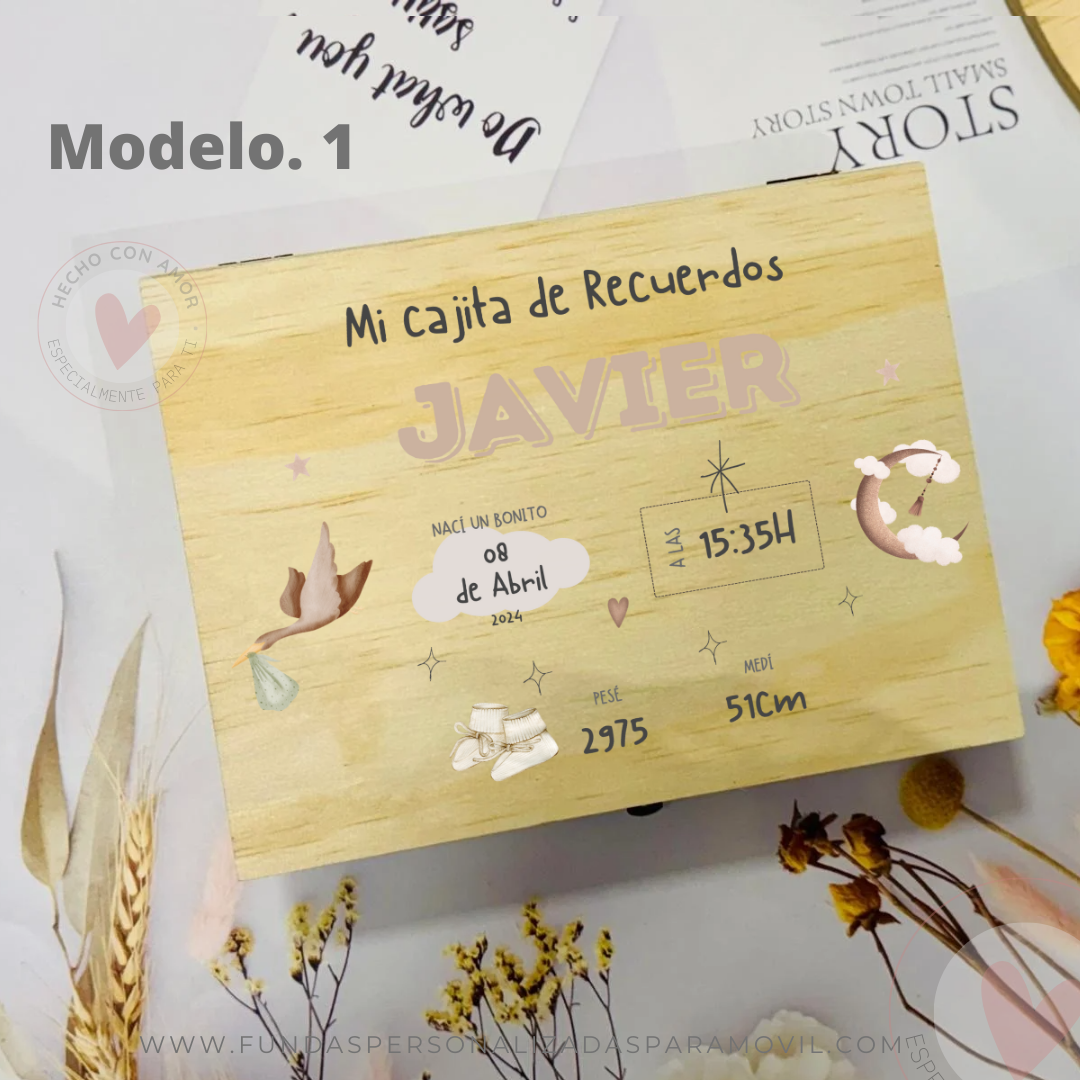 Do what you
STORY
SMALL TOWN STORY
Modelo. 1
HECHO CON AMOR
ESPECIALMENTE PARA TI
Mi Cajita de Recuerdos
JAVIER
NACÍ UN BONITO
08
de Abril
2024
A LAS
15:35H
PESÉ
2975
MEDÍ
51Cm
WWW.FUNDASPERSONALIZADASPARAMOVIL.COM